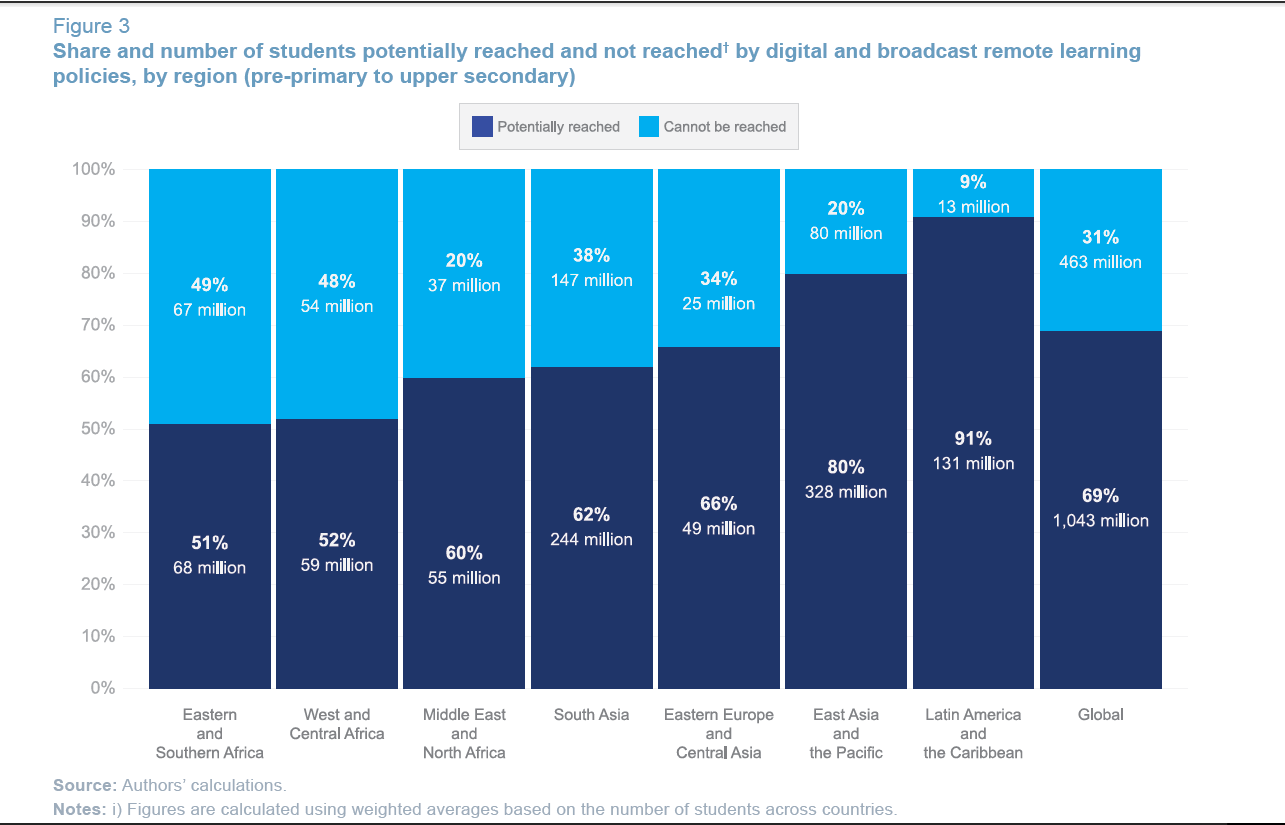 Figure 3
Share and number of students potentially reached and not reached† by digital and broadcast remote learning
policies, by region (pre-primary to upper secondary)
Potentially reached
Cannot be reached
100%
90%
80%
70%
60%
50%
40%
30%
20%
10%
0%
49%
67 million
51%
68 million
48%
54 million
52%
59 million
20%
37 million
60%
55 million
38%
147 million
62%
244 million
34%
25 million
66%
49 million
20%
80 million
80%
328 million
9%
13 million
91%
131 million
31%
463 million
69%
1,043 million
Eastern
and
Southern Africa
West and
Central Africa
Middle East
and
North Africa
South Asia
Eastern Europe
and
Central Asia
East Asia
and
the Pacific
Latin America
and
the Caribbean
Global
Source: Authors’ calculations.
Notes: i) Figures are calculated using weighted averages based on the number of students across countries.